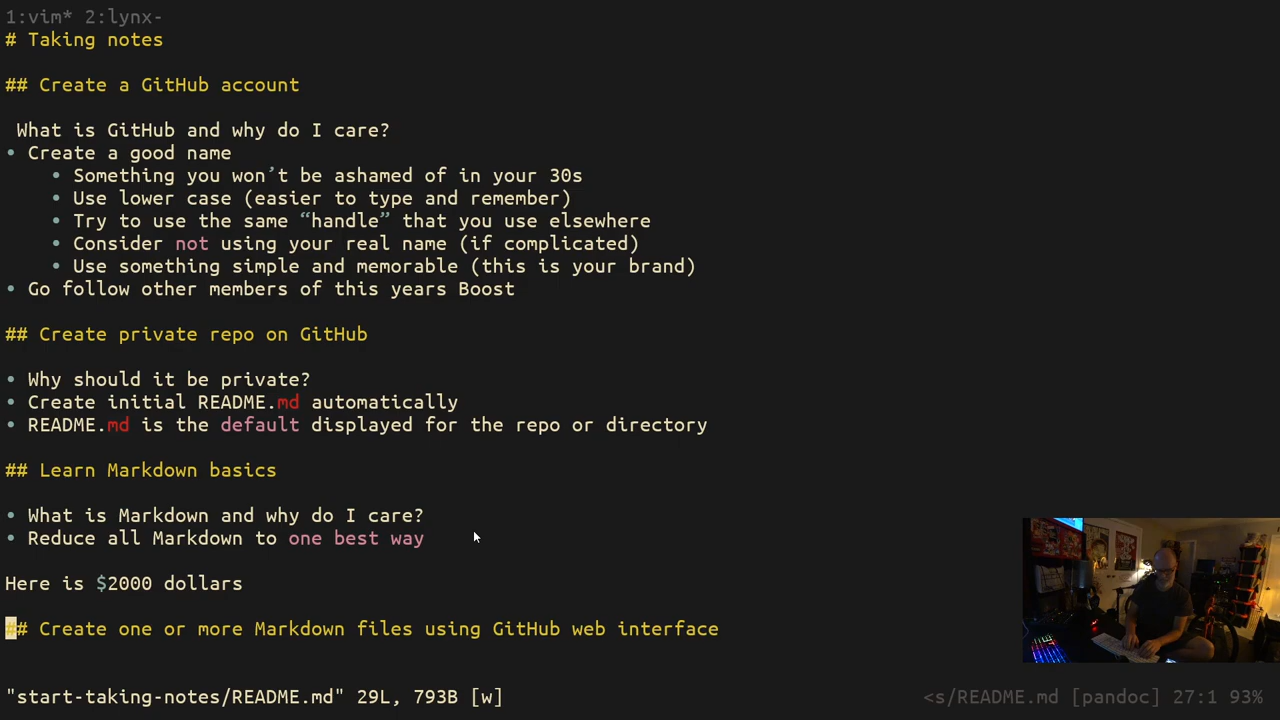 1:vim* 2:lynx-
# Taking notes
## Create a GitHub account
What is GitHub and why do I care?
• Create a good name
• Something you won’t be ashamed of in your 30s
• Use lower case (easier to type and remember)
• Try to use the same “handle” that you use elsewhere
• Consider not using your real name (if complicated)
• Use something simple and memorable (this is your brand)
• Go follow other members of this years Boost
## Create private repo on GitHub
• Why should it be private?
• Create initial README.md automatically
• README.md is the default displayed for the repo or directory
## Learn Markdown basics
• What is Markdown and why do I care?
• Reduce all Markdown to one best way
Here is $2000 dollars
## Create one or more Markdown files using GitHub web interface
"start-taking-notes/README.md" 29L, 793B [w]
<s/README.md [pandoc] 27:1 93%